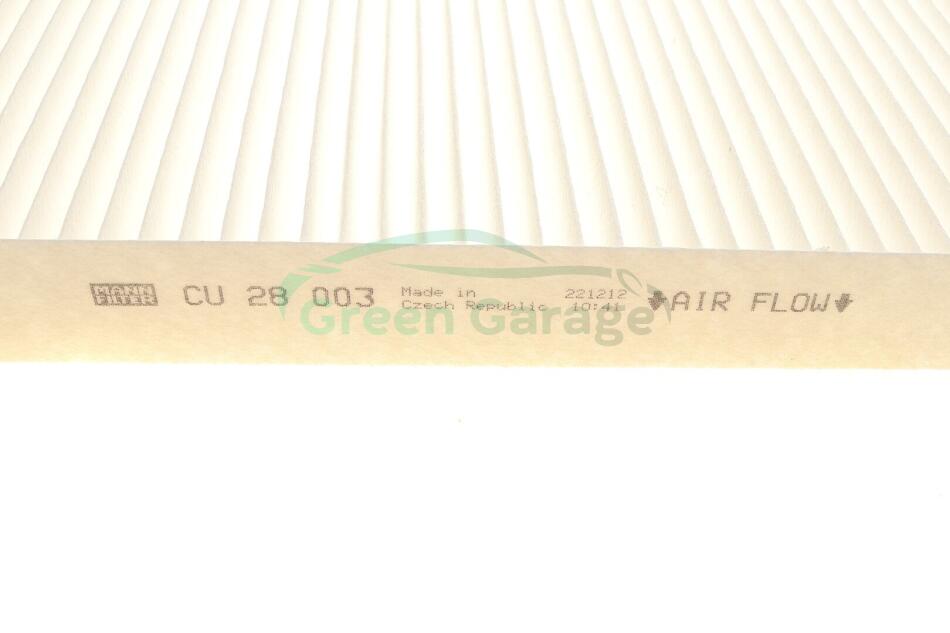 MANN
FILTER
CU 28 003
Made in
Czech Republic
221212
10:41
AIR FLOW
Green Garage